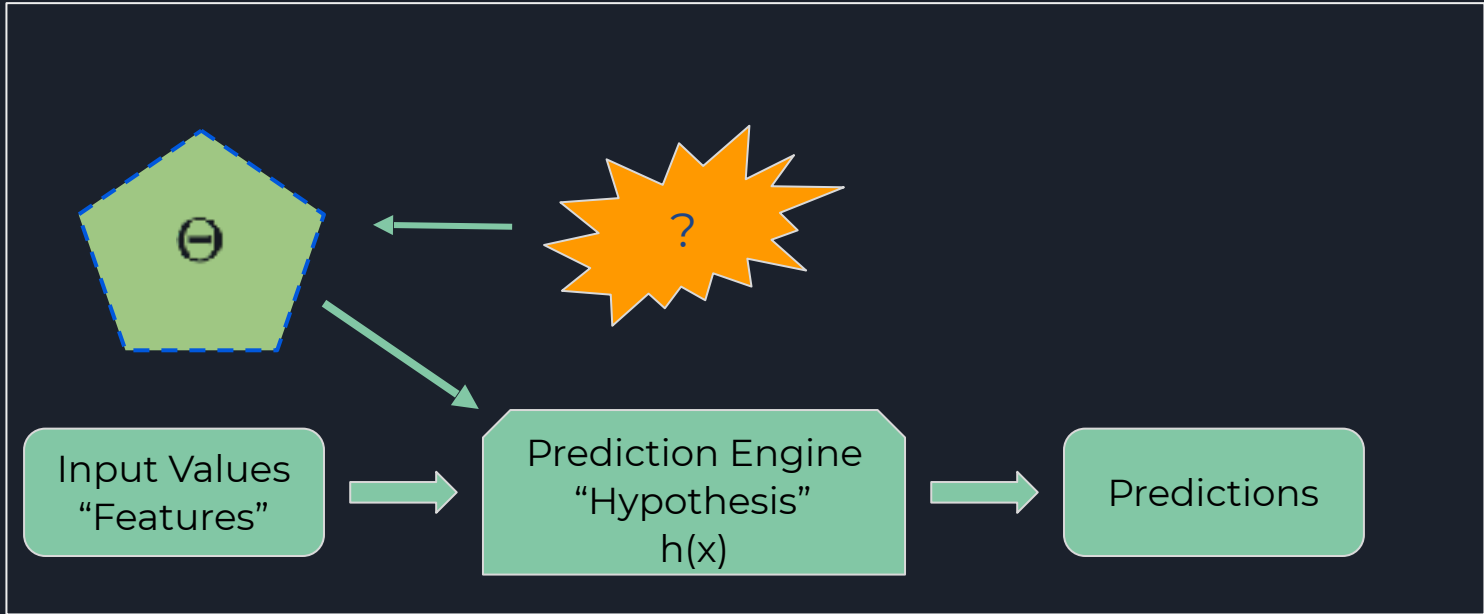 Θ
?
Input Values
“Features”
Prediction Engine
“Hypothesis”
h(x)
Predictions